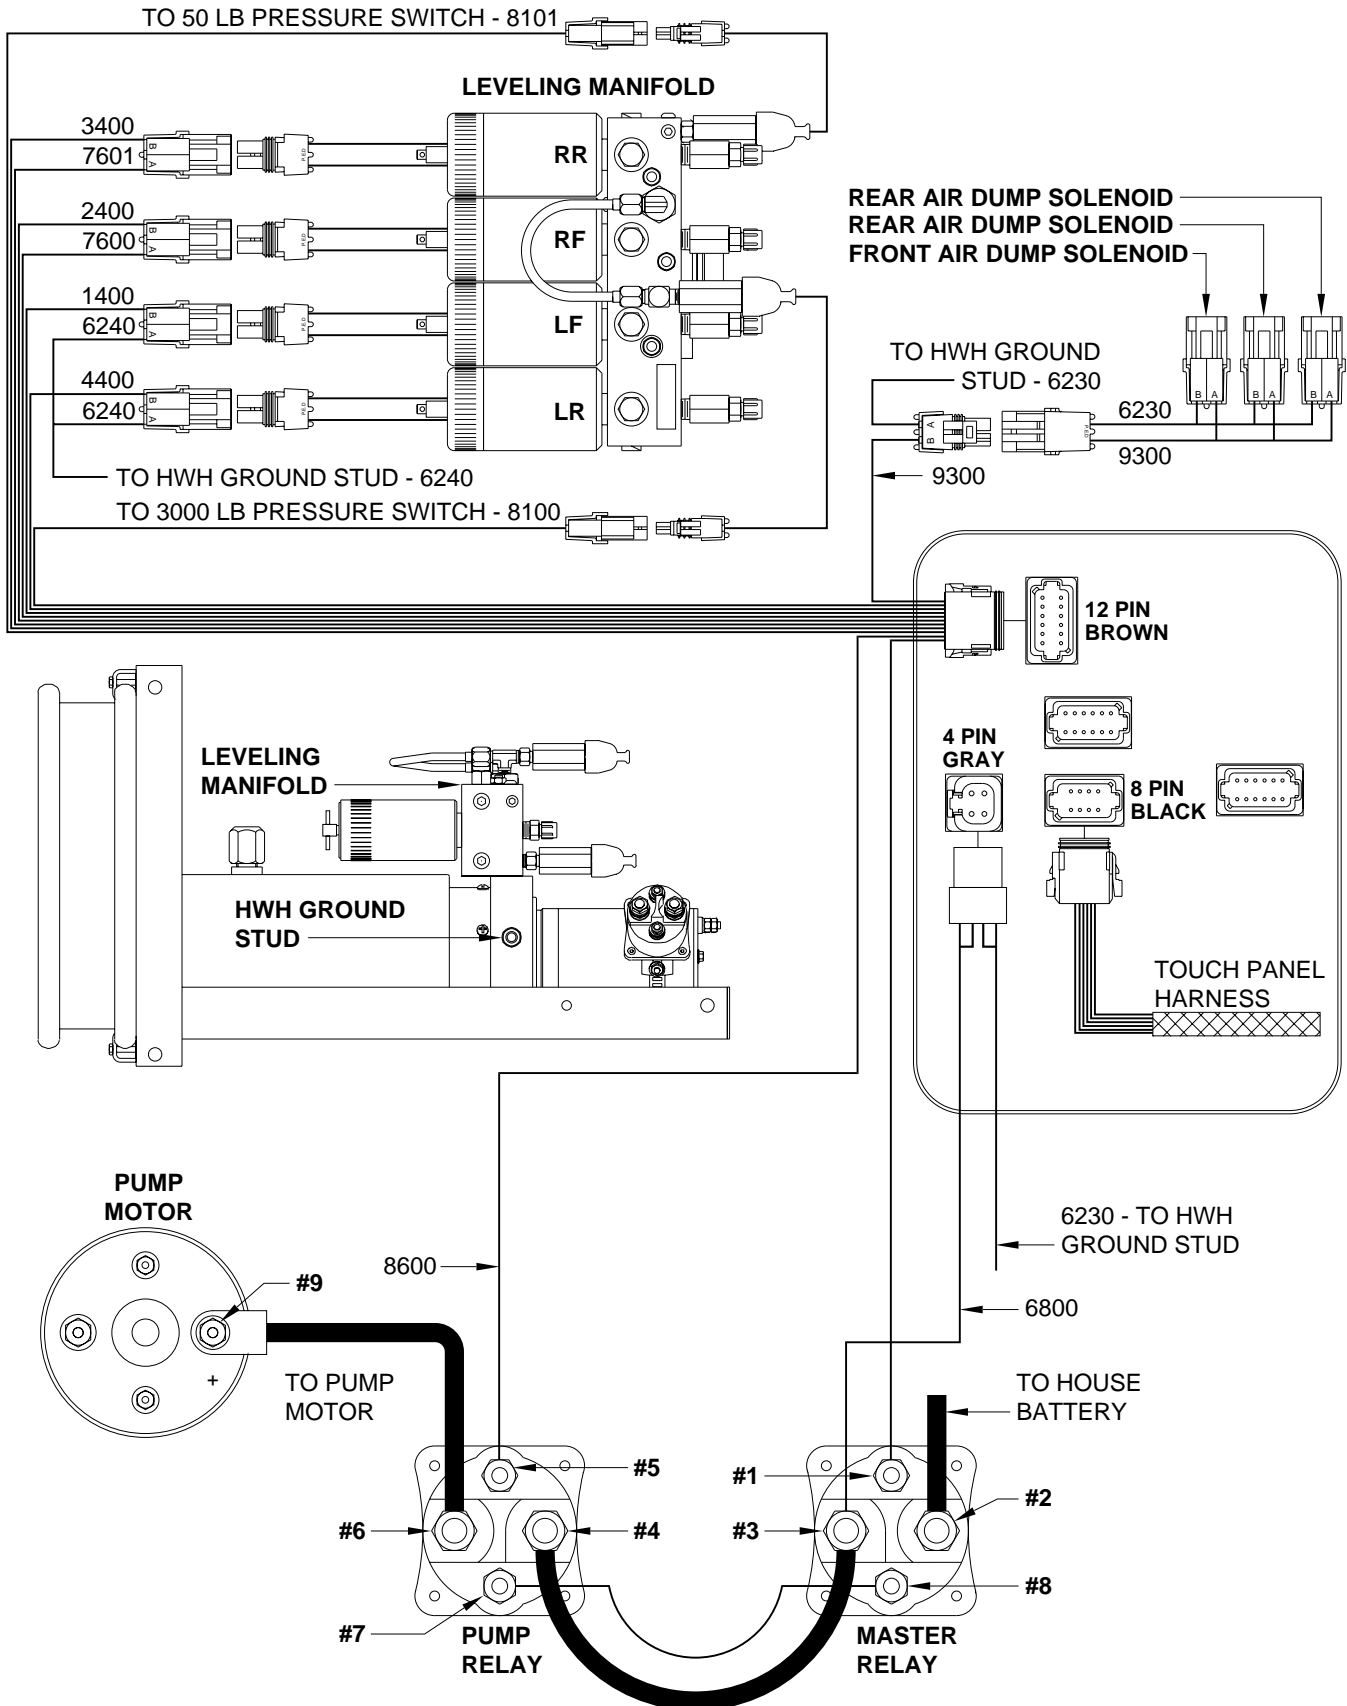 TO 50 LB PRESSURE SWITCH - 8101
LEVELING MANIFOLD
3400
7601
B
A
P.E.D
RR
2400
7600
B
A
P.E.D
RF
1400
6240
B
A
P.E.D
LF
4400
6240
B
A
P.E.D
LR
TO HWH GROUND STUD - 6240
TO 3000 LB PRESSURE SWITCH - 8100
REAR AIR DUMP SOLENOID
REAR AIR DUMP SOLENOID
FRONT AIR DUMP SOLENOID
B A
B A
B A
TO HWH GROUND
STUD - 6230
A
B
P.E.D
6230
9300
9300
12 PIN
BROWN
4 PIN
GRAY
8 PIN
BLACK
TOUCH PANEL
HARNESS
LEVELING
MANIFOLD
HWH GROUND
STUD
PUMP
MOTOR
#9
+
TO PUMP
MOTOR
8600
6230 - TO HWH
GROUND STUD
6800
TO HOUSE
BATTERY
#5
#6
#4
#7
PUMP
RELAY
#1
#2
#3
#8
MASTER
RELAY